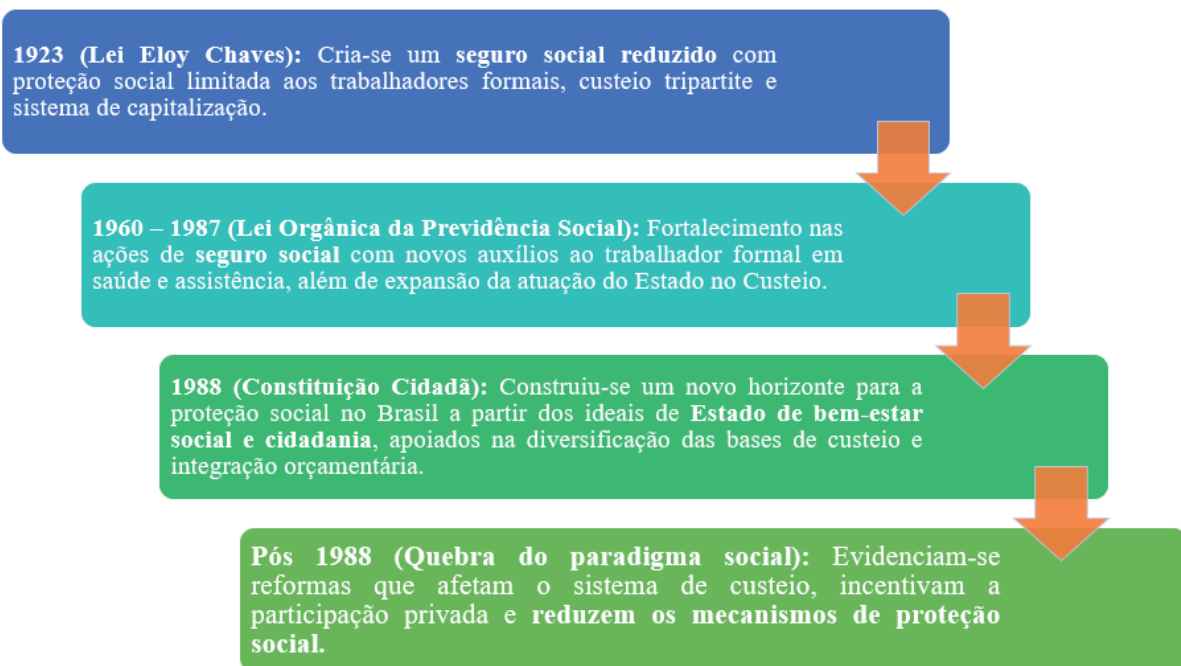 1923 (Lei Eloy Chaves): Cria-se um seguro social reduzido com
proteção social limitada aos trabalhadores formais, custeio tripartite e
sistema de capitalização.
1960 – 1987 (Lei Orgânica da Previdência Social): Fortalecimento nas
ações de seguro social com novos auxílios ao trabalhador formal em
saúde e assistência, além de expansão da atuação do Estado no Custeio.
1988 (Constituição Cidadã): Construiu-se um novo horizonte para a
proteção social no Brasil a partir dos ideais de Estado de bem-estar
social e cidadania, apoiados na diversificação das bases de custeio e
integração orçamentária.
Pós 1988 (Quebra do paradigma social): Evidenciam-se
reformas que afetam o sistema de custeio, incentivam a
participação privada e reduzem os mecanismos de proteção
social.